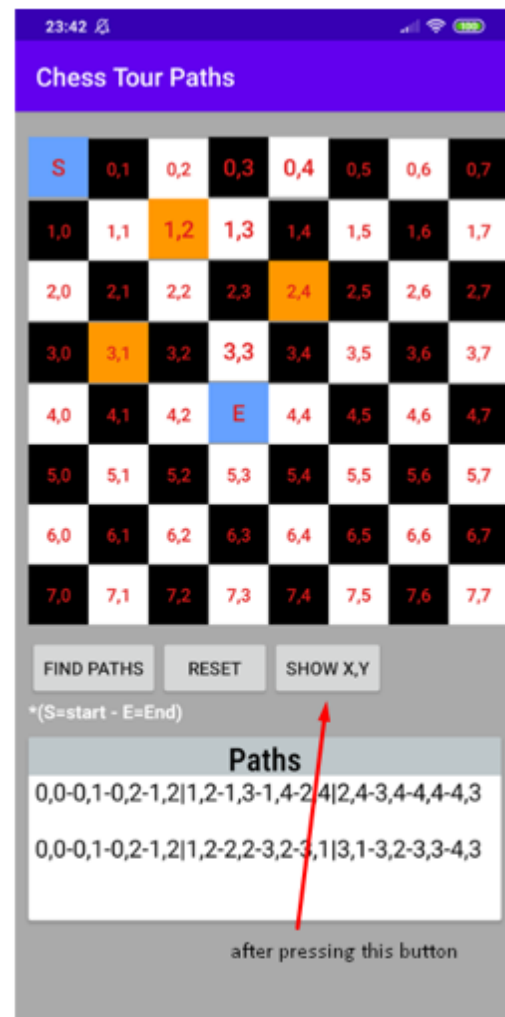 23:42
100
Chess Tour Paths
S 0,1 0,2 0,3 0,4 0,5 0,6 0,7
1,0 1,1 1,2 1,3 1,4 1,5 1,6 1,7
2,0 2,1 2,2 2,3 2,4 2,5 2,6 2,7
3,0 3,1 3,2 3,3 3,4 3,5 3,6 3,7
4,0 4,1 4,2 E 4,4 4,5 4,6 4,7
5,0 5,1 5,2 5,3 5,4 5,5 5,6 5,7
6,0 6,1 6,2 6,3 6,4 6,5 6,6 6,7
7,0 7,1 7,2 7,3 7,4 7,5 7,6 7,7
FIND PATHS RESET SHOW X,Y
*(S=start - E=End)
Paths
0,0-0,1-0,2-1,2|1,2-1,3-1,4-2,4|2,4-3,4-4,4-4,3
0,0-0,1-0,2-1,2|1,2-2,2-3,2-3,1|3,1-3,2-3,3-4,3
after pressing this button